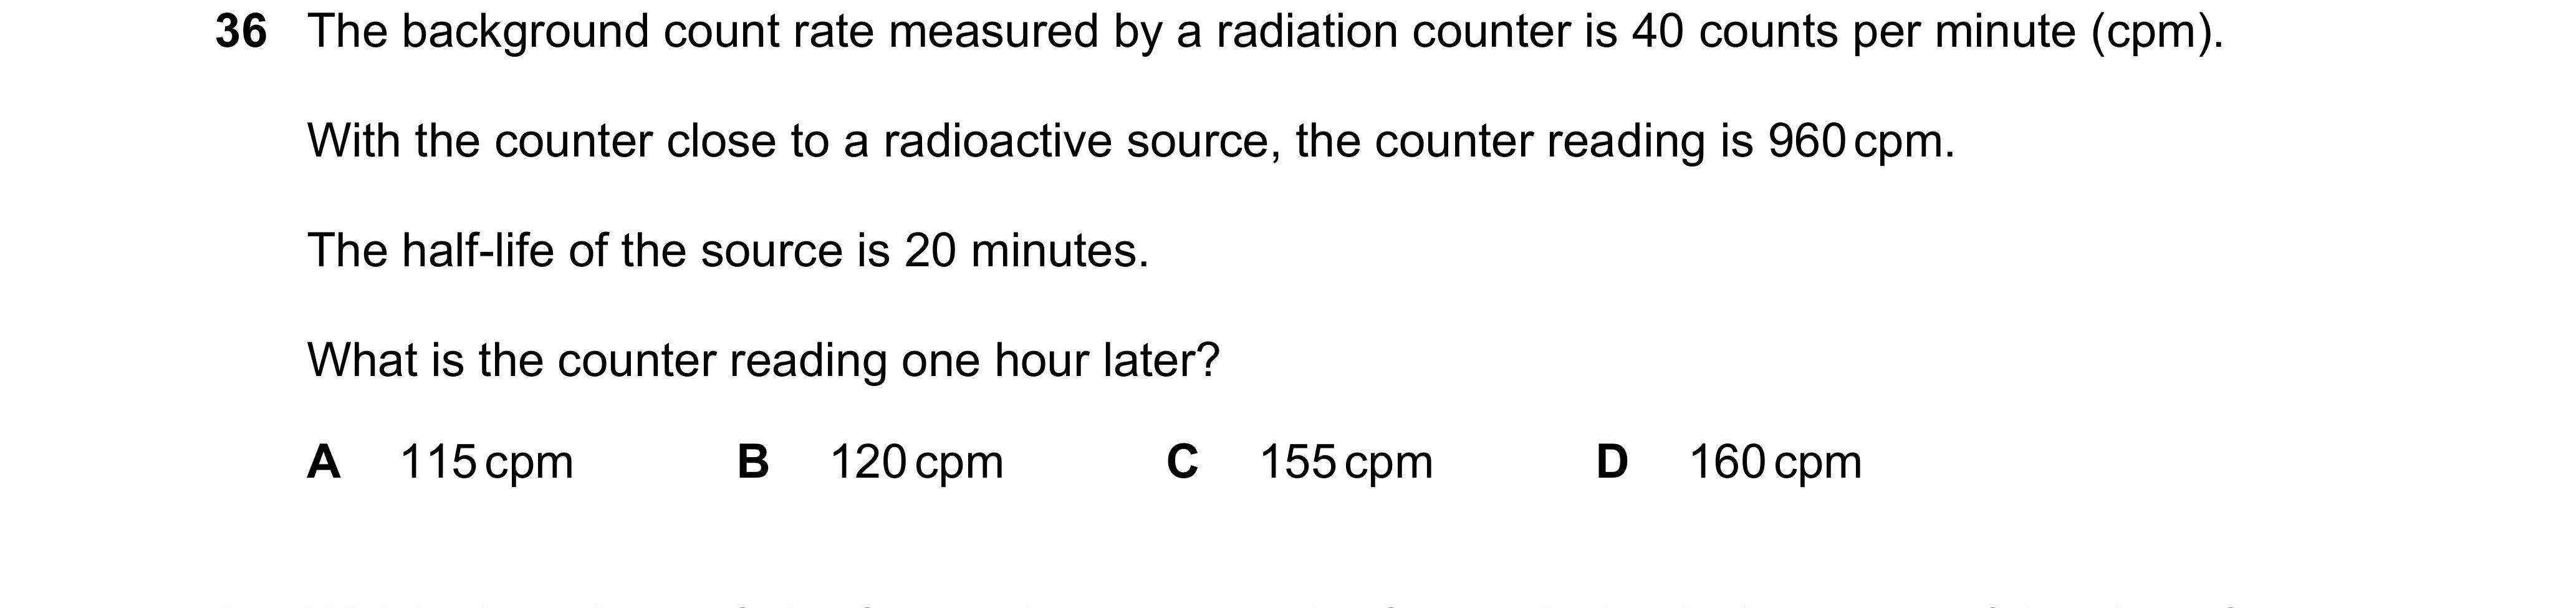 36 The background count rate measured by a radiation counter is 40 counts per minute (cpm).
With the counter close to a radioactive source, the counter reading is 960 cpm.
The half-life of the source is 20 minutes.
What is the counter reading one hour later?
A 115 cpm B 120 cpm C 155 cpm D 160 cpm